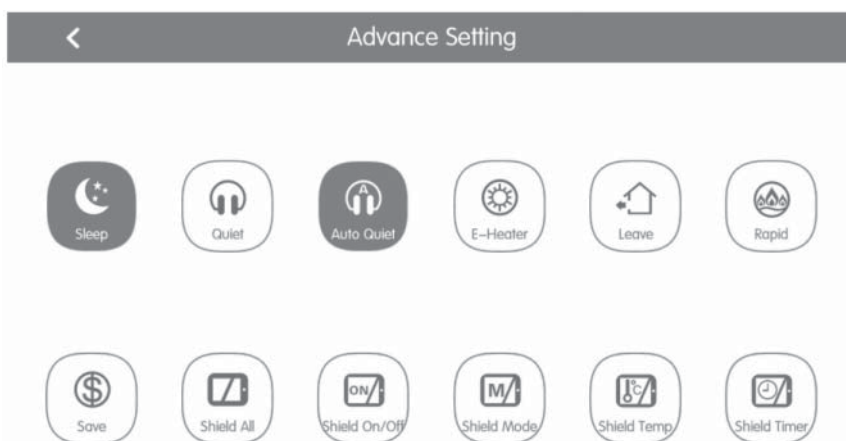 Advance Setting
Sleep Quiet Auto Quiet E-Heater Leave Rapid
A
Save Shield All Shield On/Off Shield Mode Shield Temp Shield Timer
$ ON M °C